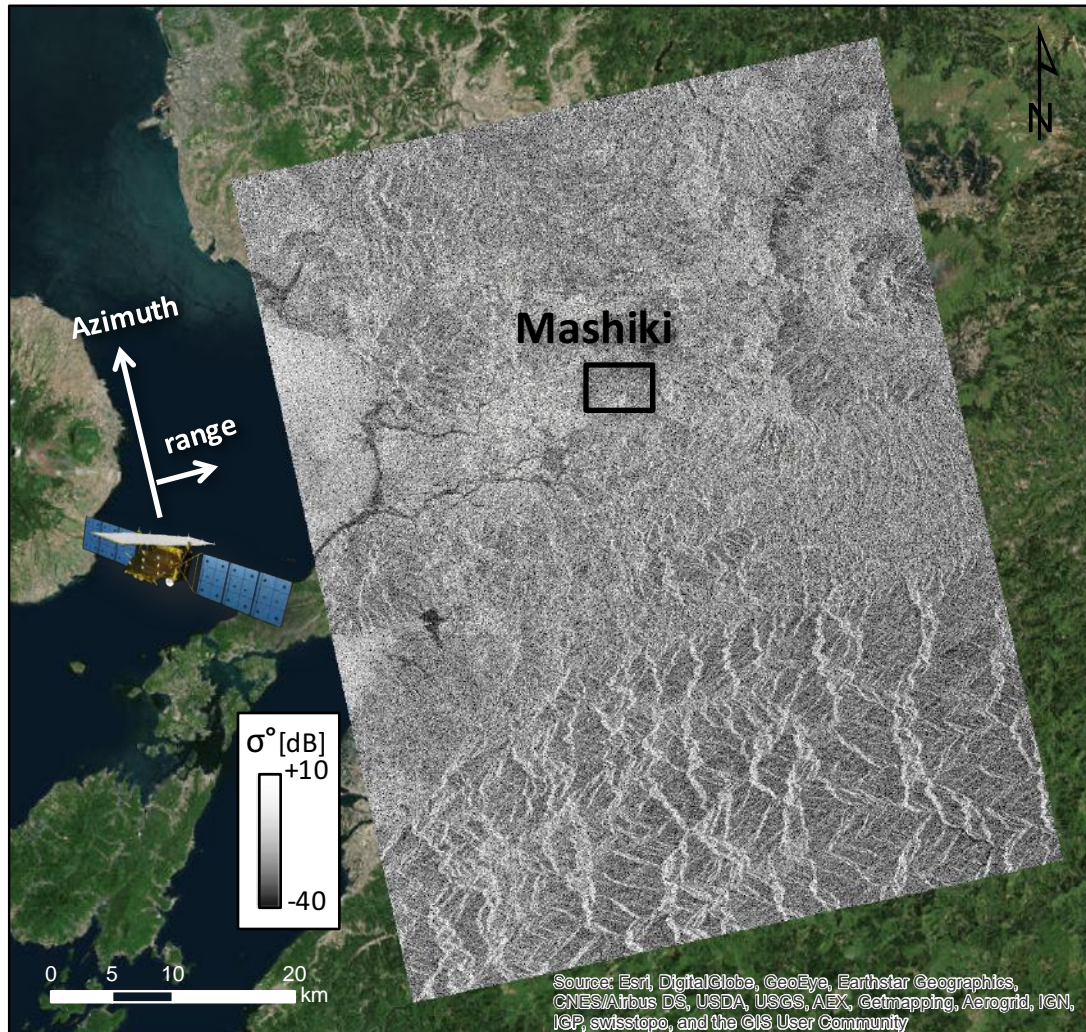 N
Mashiki
Azimuth
range
σ° [dB]
+10
-40
0 5 10 20
km
Source: Esri, DigitalGlobe, GeoEye, Earthstar Geographics,
CNES/Airbus DS, USDA, USGS, AEX, Getmapping, Aerogrid, IGN,
IGP, swisstopo, and the GIS User Community